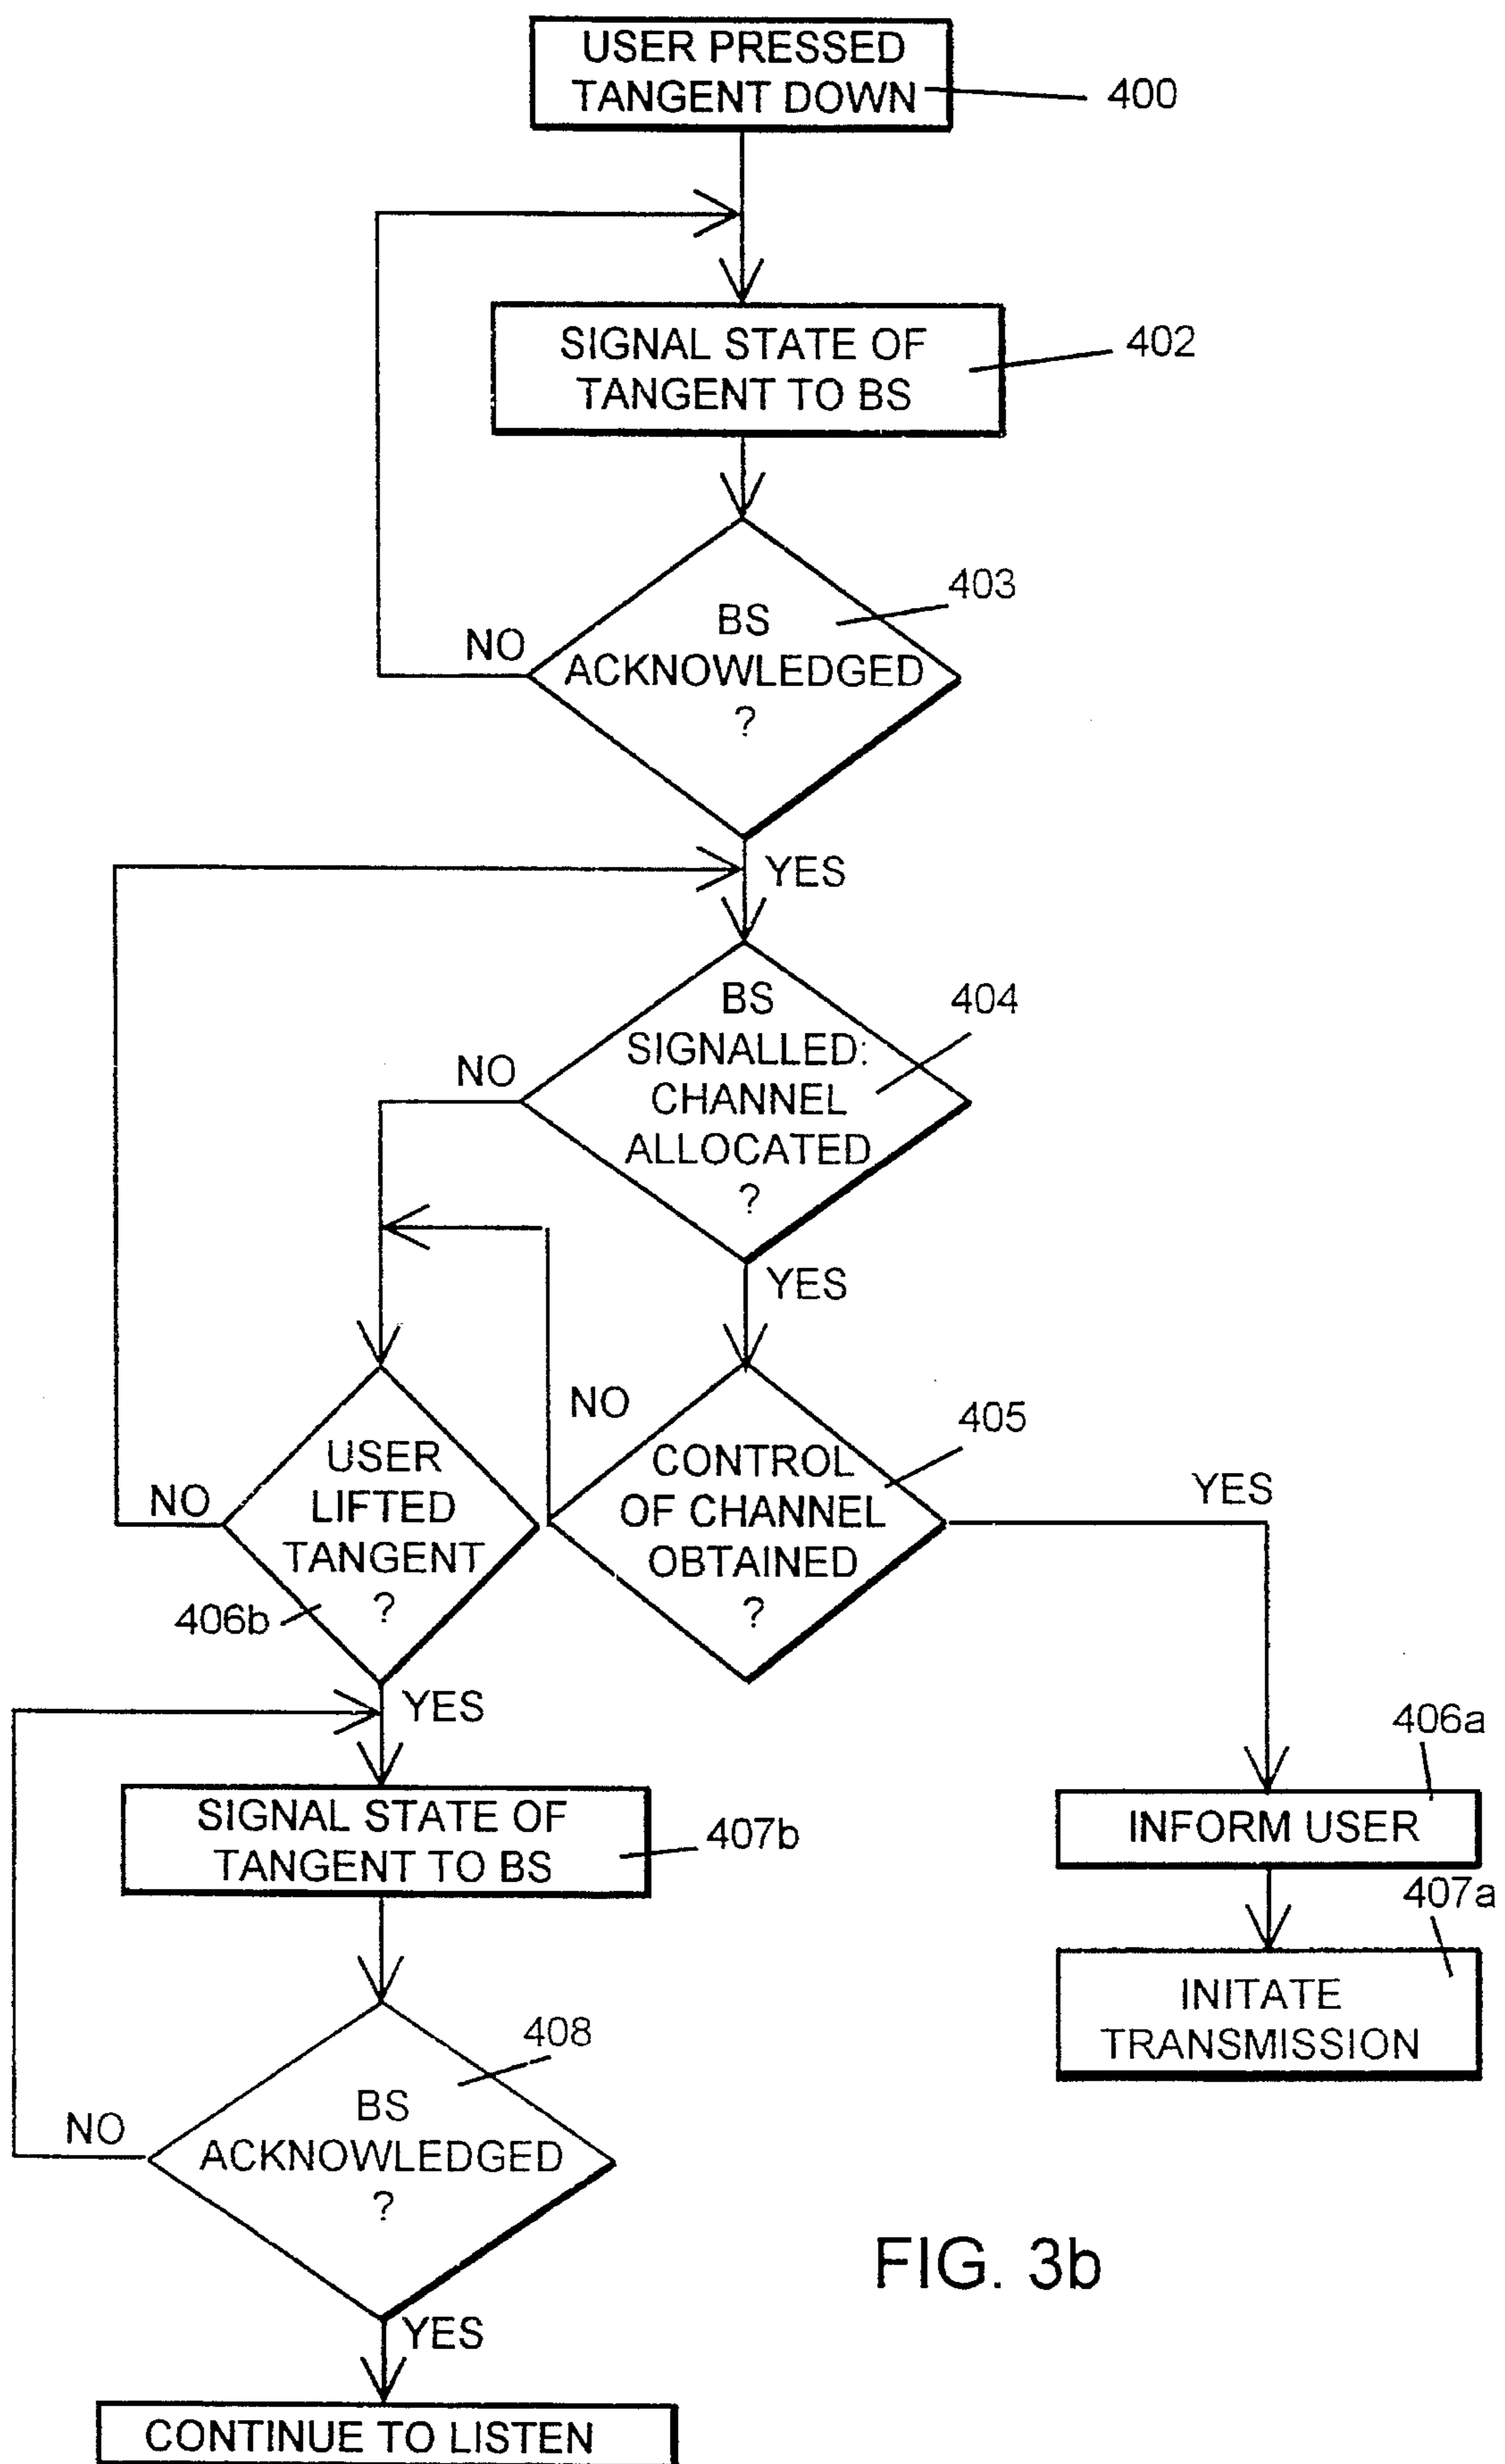 USER PRESSED
TANGENT DOWN
400
SIGNAL STATE OF
TANGENT TO BS
402
403
BS
ACKNOWLEDGED
?
NO
YES
BS
SIGNALLED:
CHANNEL
ALLOCATED
?
404
NO
YES
USER
LIFTED
TANGENT
?
NO
406b
NO
CONTROL
OF CHANNEL
OBTAINED
?
405
YES
YES
406a
INFORM USER
SIGNAL STATE OF
TANGENT TO BS
407b
407a
INITATE
TRANSMISSION
408
BS
ACKNOWLEDGED
?
NO
YES
FIG. 3b
CONTINUE TO LISTEN